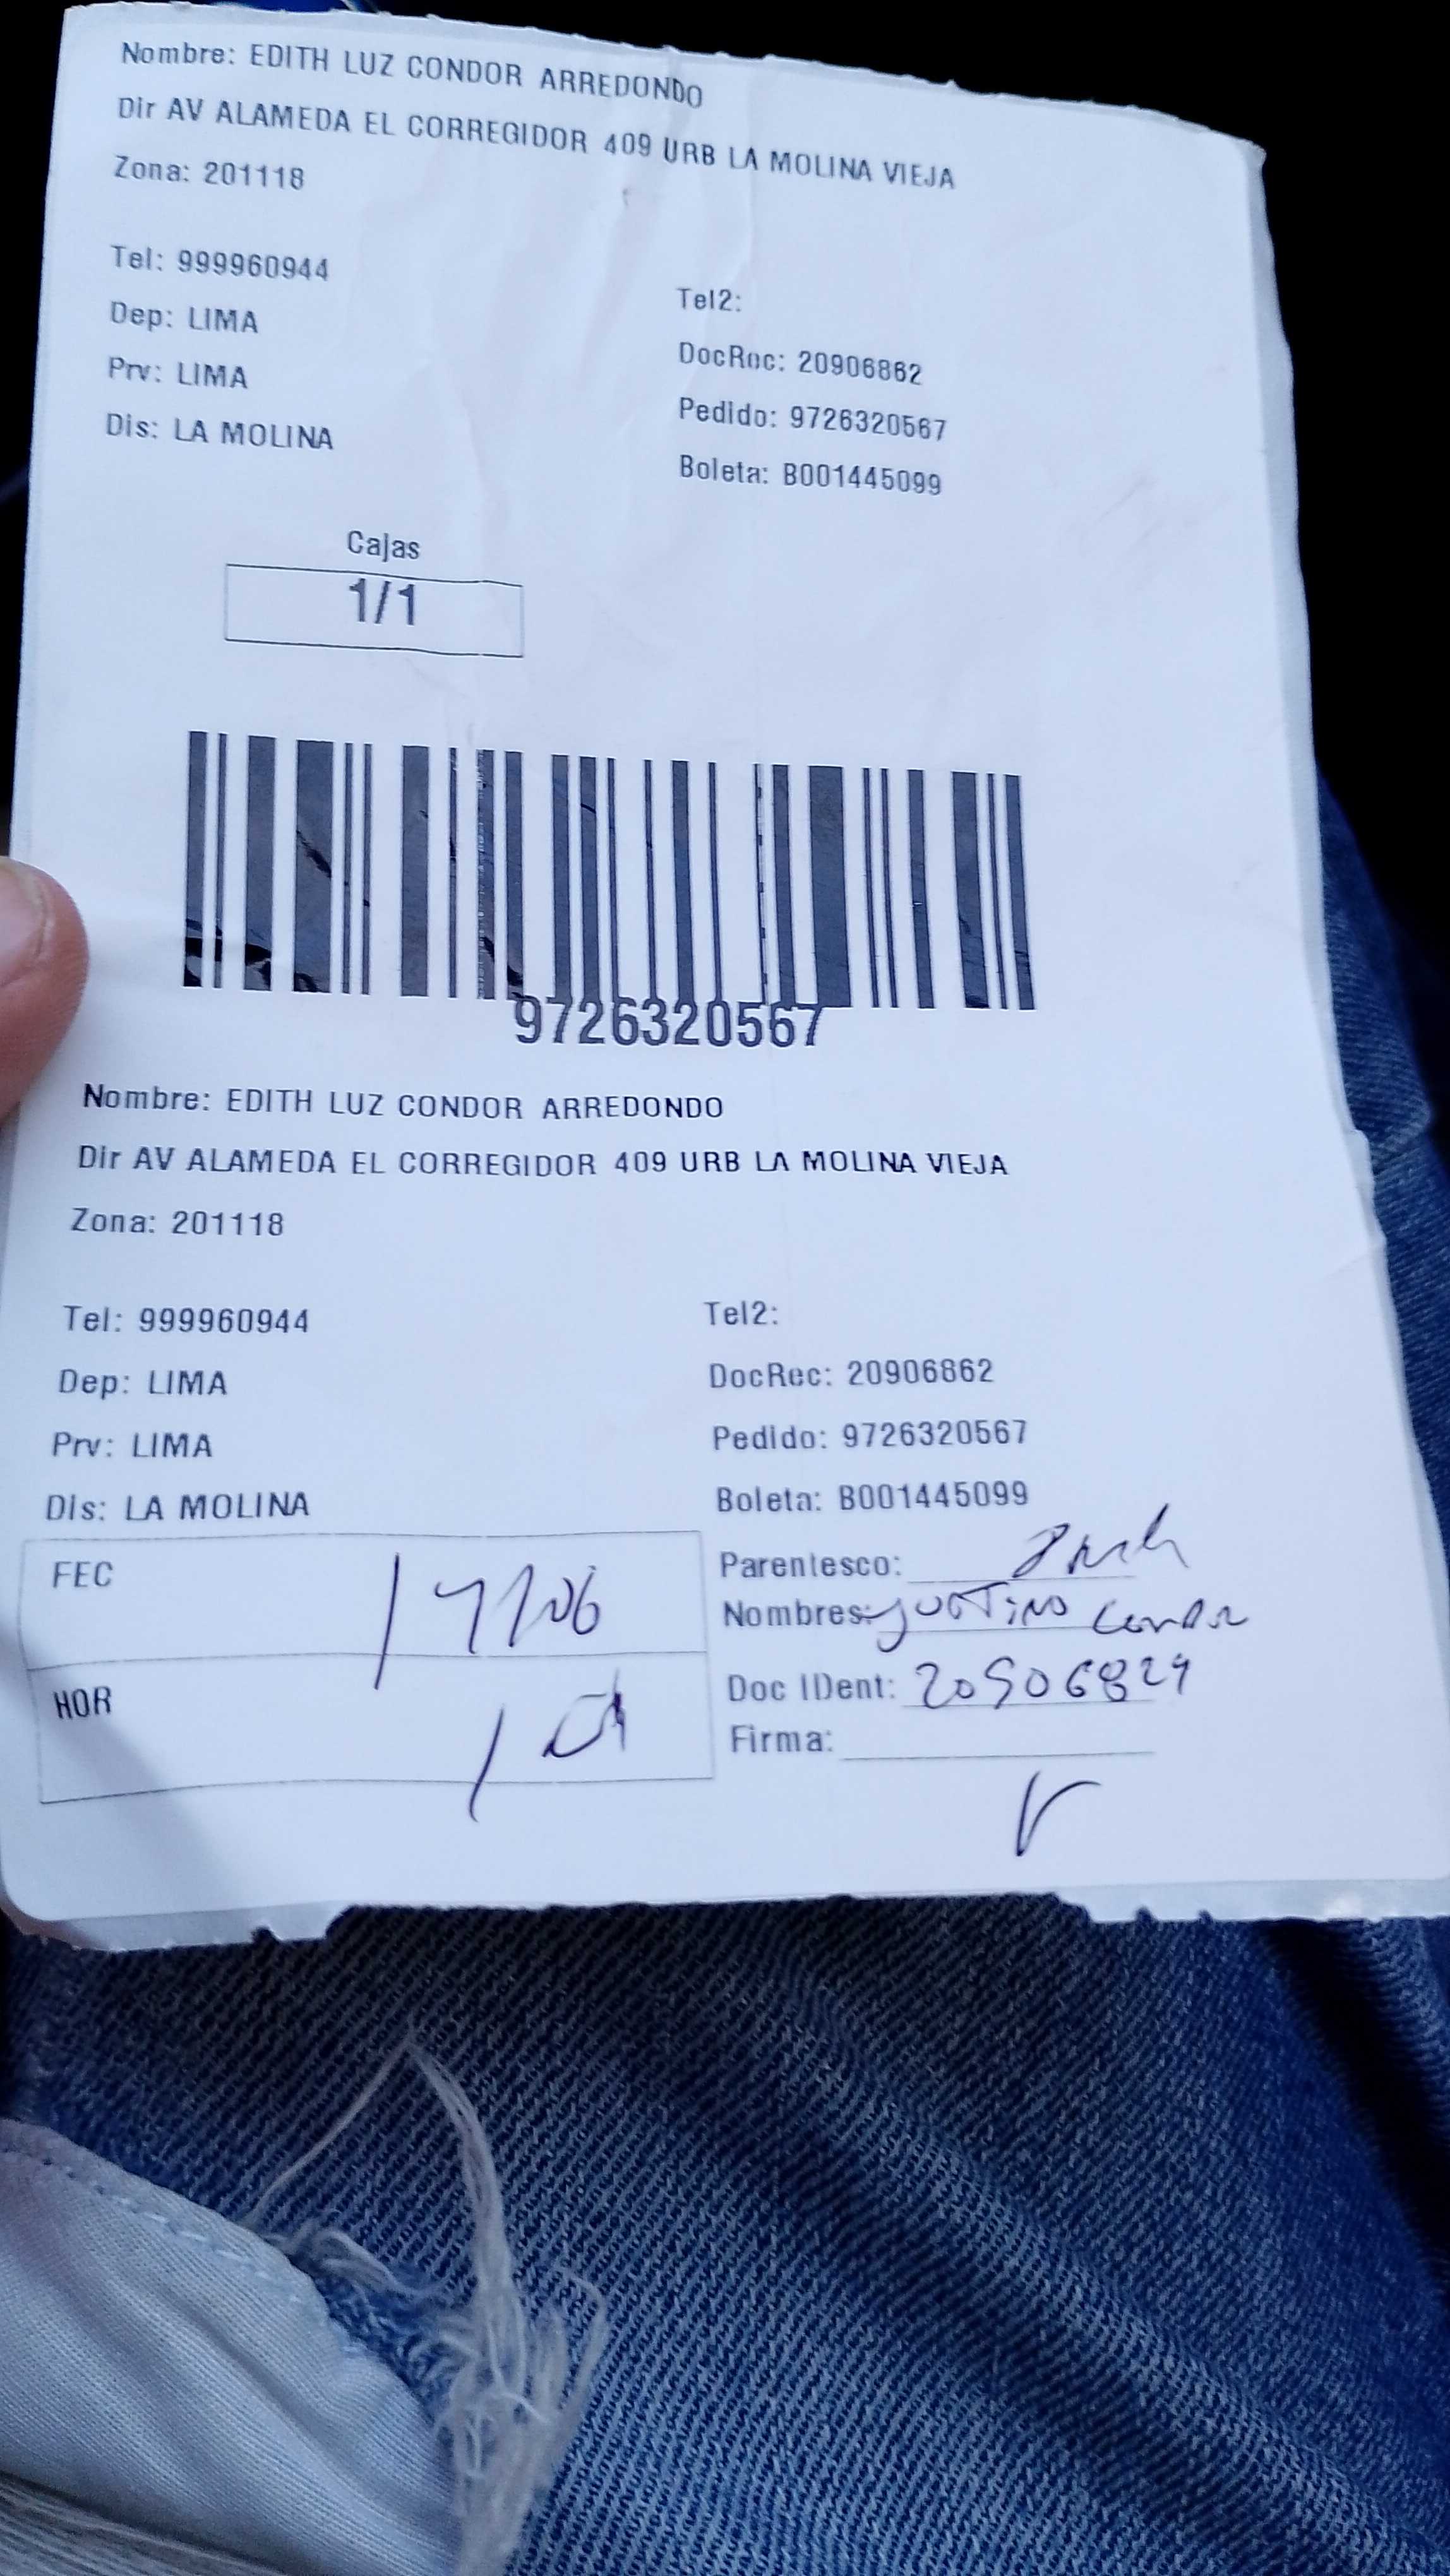 Nombre: EDITH LUZ CONDOR ARREDONDO
Dir AV ALAMEDA EL CORREGIDOR 409 URB LA MOLINA VIEJA
Zona: 201118
Tel: 999960944
Tel2:
Dep: LIMA
DocRec: 20906862
Prv: LIMA
Pedido: 9726320567
Dis: LA MOLINA
Boleta: B001445099
Cajas
1/1
9726320567
Nombre: EDITH LUZ CONDOR ARREDONDO
Dir AV ALAMEDA EL CORREGIDOR 409 URB LA MOLINA VIEJA
Zona: 201118
Tel: 999960944
Tel2:
Dep: LIMA
DocRec: 20906862
Prv: LIMA
Pedido: 9726320567
Dis: LA MOLINA
Boleta: B001445099
FEC
Parentesco:
Nombres: Justino Condor
HOR
Doc IDent: 20906829
Firma: